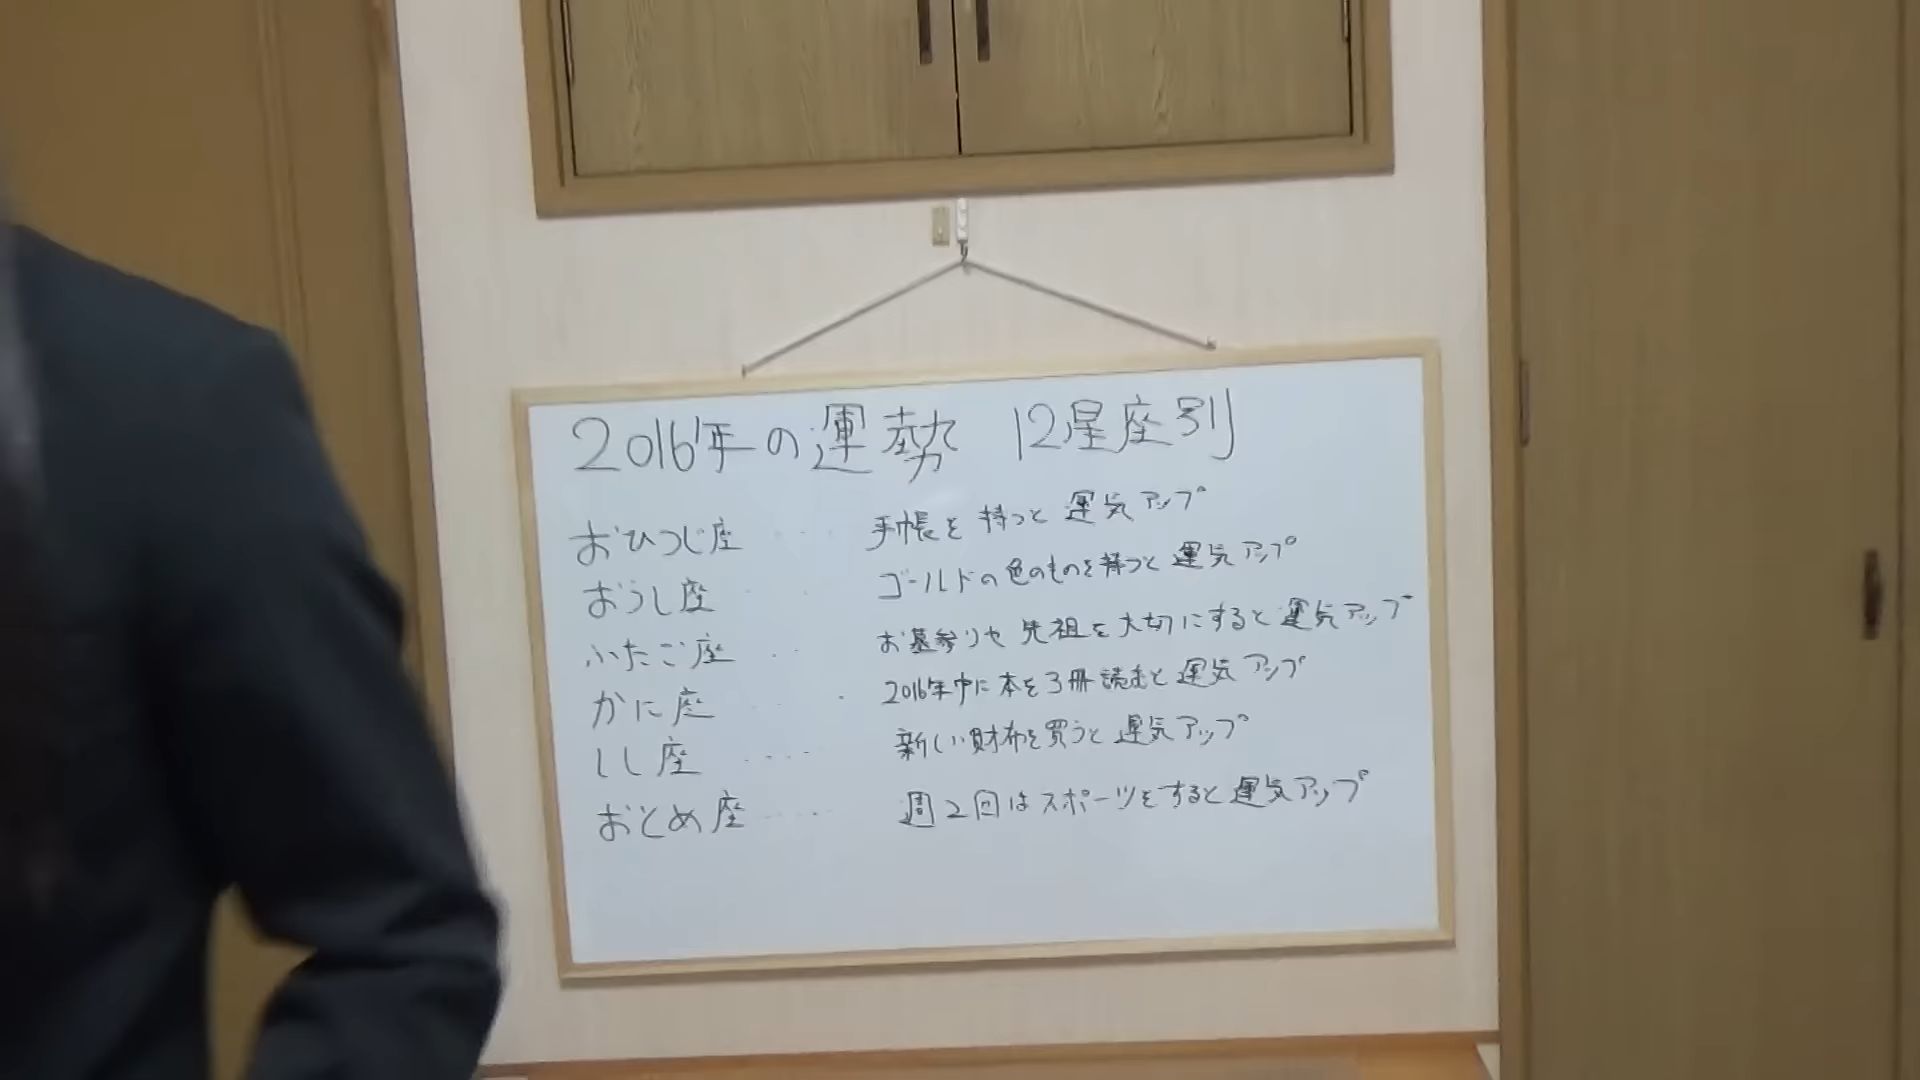 2016年の運勢 12星座別
おひつじ座 ・・・ 手帳を持つと運気アップ
おうし座 ・・ ゴールドの色のものを持つと運気アップ
ふたご座 ・・・ お墓参りや先祖を大切にすると運気アップ
かに座 ・・・ 2016年中に本を3冊読むと運気アップ
しし座 ・・・・ 新しい財布を買うと運気アップ
おとめ座 ・・・・ 週2回はスポーツをすると運気アップ